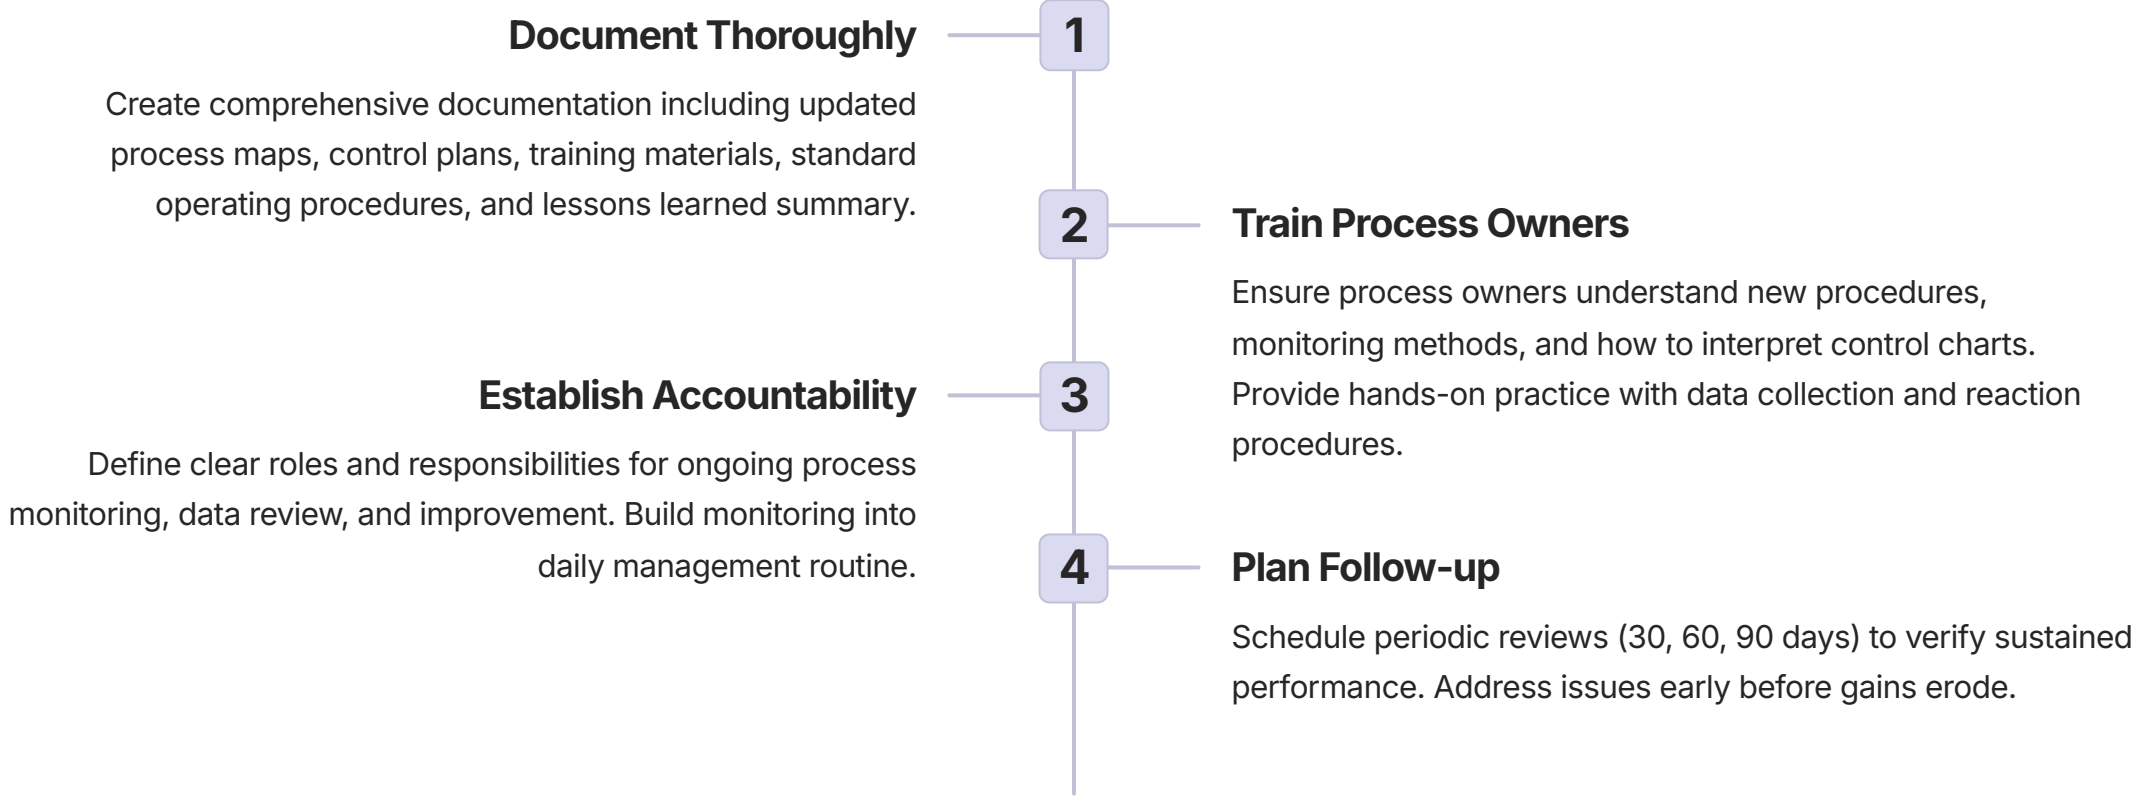 1
Document Thoroughly
Create comprehensive documentation including updated
process maps, control plans, training materials, standard
operating procedures, and lessons learned summary.
2
Train Process Owners
Ensure process owners understand new procedures,
monitoring methods, and how to interpret control charts.
Provide hands-on practice with data collection and reaction
procedures.
3
Establish Accountability
Define clear roles and responsibilities for ongoing process
monitoring, data review, and improvement. Build monitoring into
daily management routine.
4
Plan Follow-up
Schedule periodic reviews (30, 60, 90 days) to verify sustained
performance. Address issues early before gains erode.